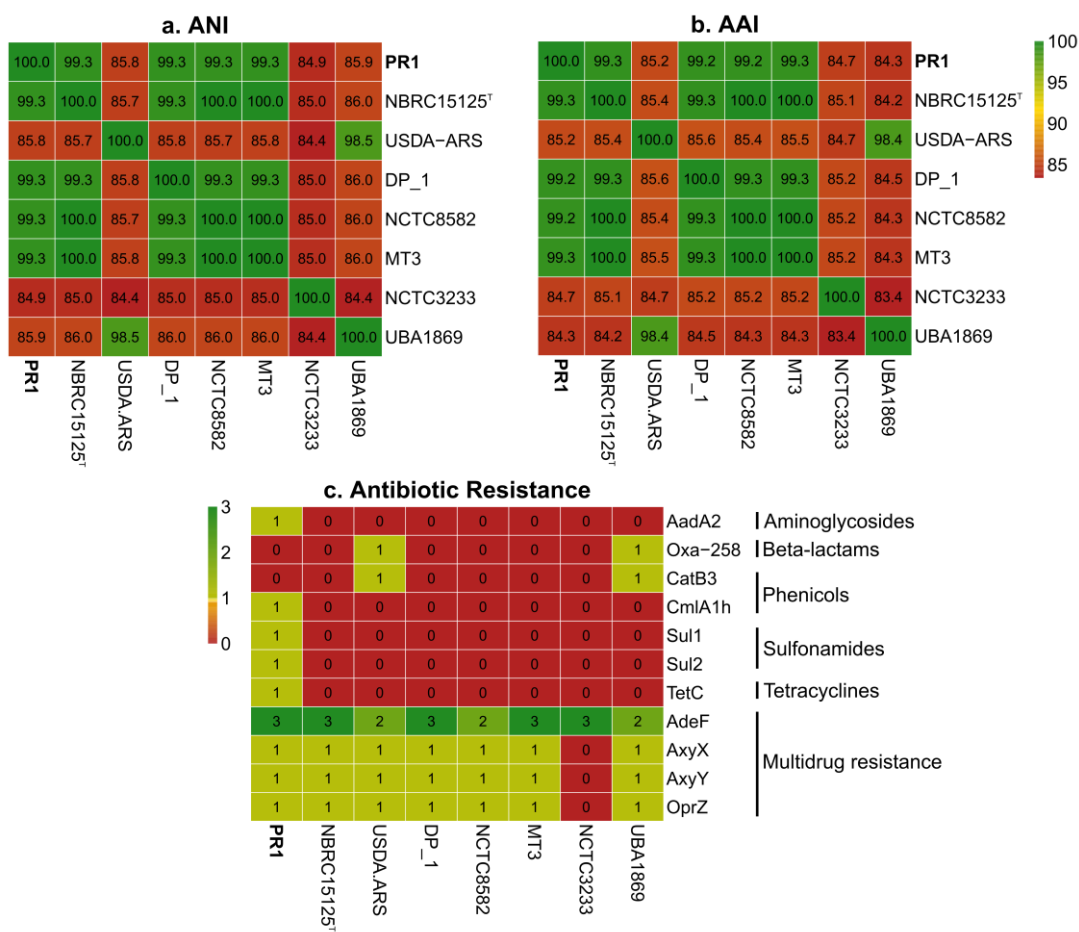 a. ANI
100.0 99.3 85.8 99.3 99.3 99.3 84.9 85.9 PR1
99.3 100.0 85.7 99.3 100.0 100.0 85.0 86.0 NBRC15125ᵀ
85.8 85.7 100.0 85.8 85.7 85.8 84.4 98.5 USDA−ARS
99.3 99.3 85.8 100.0 99.3 99.3 85.0 86.0 DP_1
99.3 100.0 85.7 99.3 100.0 100.0 85.0 86.0 NCTC8582
99.3 100.0 85.8 99.3 100.0 100.0 85.0 86.0 MT3
84.9 85.0 84.4 85.0 85.0 85.0 100.0 84.4 NCTC3233
85.9 86.0 98.5 86.0 86.0 86.0 84.4 100.0 UBA1869
PR1 NBRC15125ᵀ USDA.ARS DP_1 NCTC8582 MT3 NCTC3233 UBA1869
b. AAI
100.0 99.3 85.2 99.2 99.2 99.3 84.7 84.3 PR1
99.3 100.0 85.4 99.3 100.0 100.0 85.1 84.2 NBRC15125ᵀ
85.2 85.4 100.0 85.6 85.4 85.5 84.7 98.4 USDA−ARS
99.2 99.3 85.6 100.0 99.3 99.3 85.2 84.5 DP_1
99.2 100.0 85.4 99.3 100.0 100.0 85.2 84.3 NCTC8582
99.3 100.0 85.5 99.3 100.0 100.0 85.2 84.3 MT3
84.7 85.1 84.7 85.2 85.2 85.2 100.0 83.4 NCTC3233
84.3 84.2 98.4 84.5 84.3 84.3 83.4 100.0 UBA1869
PR1 NBRC15125ᵀ USDA.ARS DP_1 NCTC8582 MT3 NCTC3233 UBA1869
100
95
90
85
c. Antibiotic Resistance
3
2
1
0
1 0 0 0 0 0 0 0 AadA2 Aminoglycosides
0 0 1 0 0 0 0 1 Oxa−258 Beta-lactams
0 0 1 0 0 0 0 1 CatB3
Phenicols
1 0 0 0 0 0 0 0 CmlA1h
1 0 0 0 0 0 0 0 Sul1
Sulfonamides
1 0 0 0 0 0 0 0 Sul2
1 0 0 0 0 0 0 0 TetC Tetracyclines
3 3 2 3 2 3 3 2 AdeF
1 1 1 1 1 1 0 1 AxyX
Multidrug resistance
1 1 1 1 1 1 0 1 AxyY
1 1 1 1 1 1 0 1 OprZ
PR1 NBRC15125ᵀ USDA.ARS DP_1 NCTC8582 MT3 NCTC3233 UBA1869